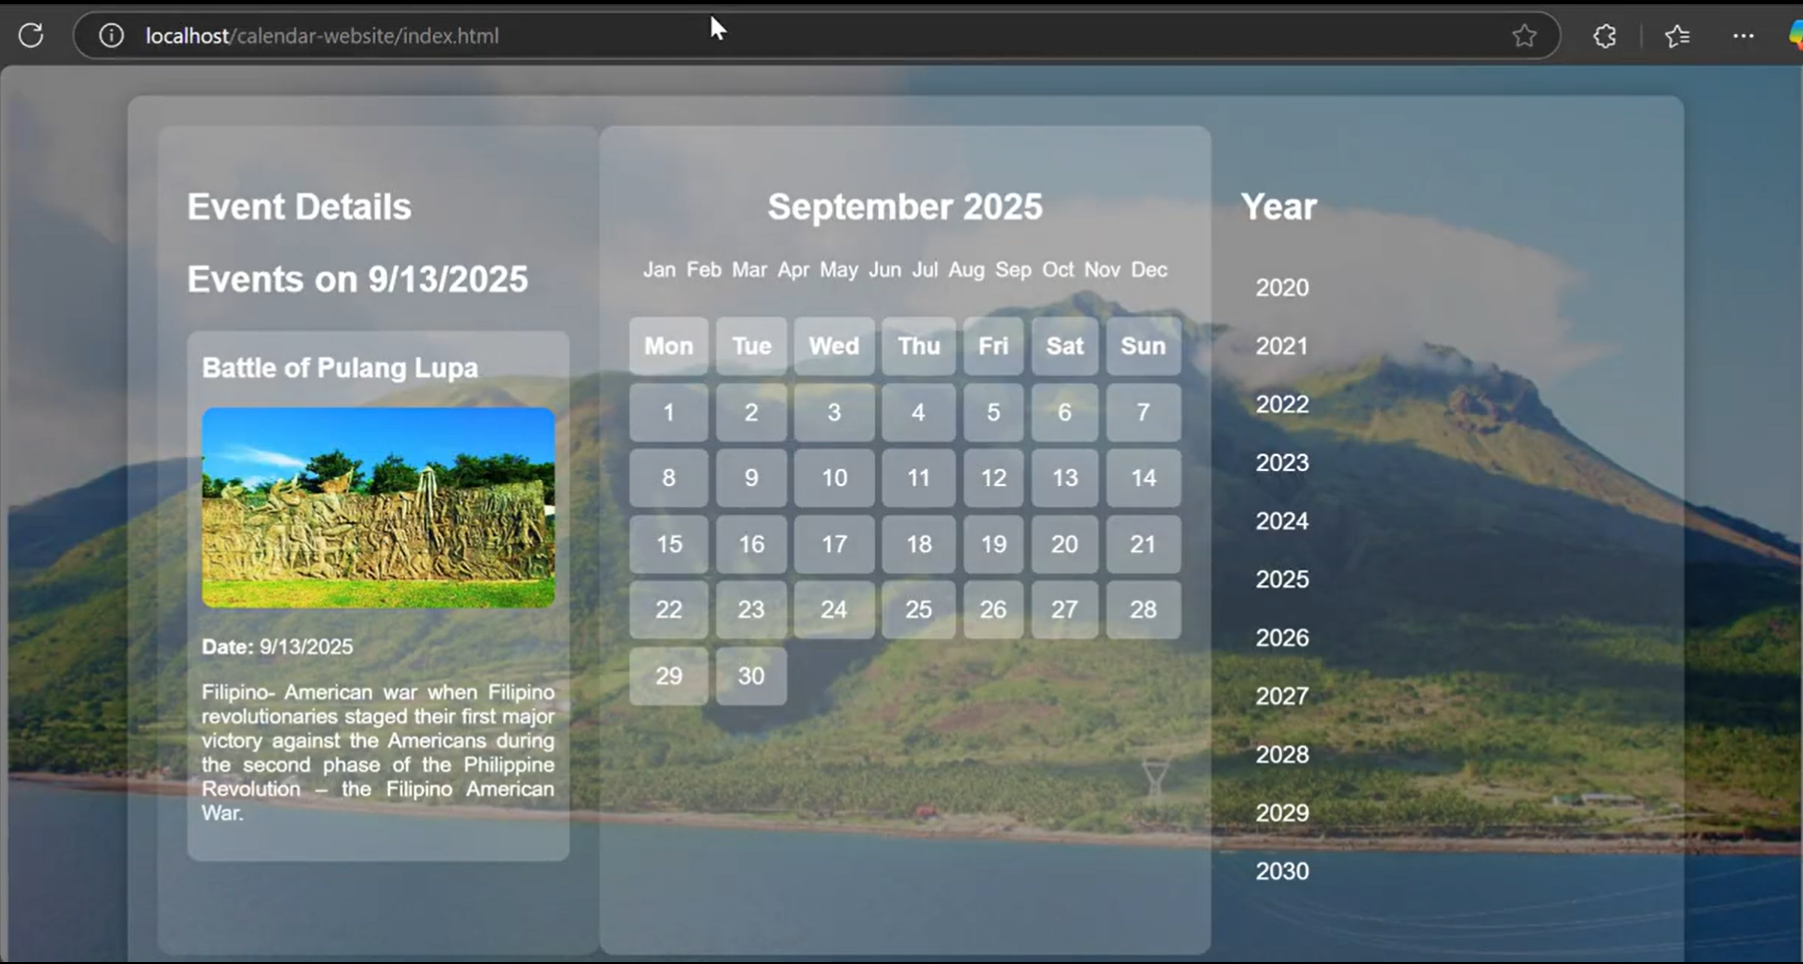 localhost/calendar-website/index.html
Event Details
Events on 9/13/2025
Battle of Pulang Lupa
Date: 9/13/2025
Filipino- American war when Filipino
revolutionaries staged their first major
victory against the Americans during
the second phase of the Philippine
Revolution – the Filipino American
War.
September 2025
Jan Feb Mar Apr May Jun Jul Aug Sep Oct Nov Dec
Mon Tue Wed Thu Fri Sat Sun
1 2 3 4 5 6 7
8 9 10 11 12 13 14
15 16 17 18 19 20 21
22 23 24 25 26 27 28
29 30
Year
2020
2021
2022
2023
2024
2025
2026
2027
2028
2029
2030